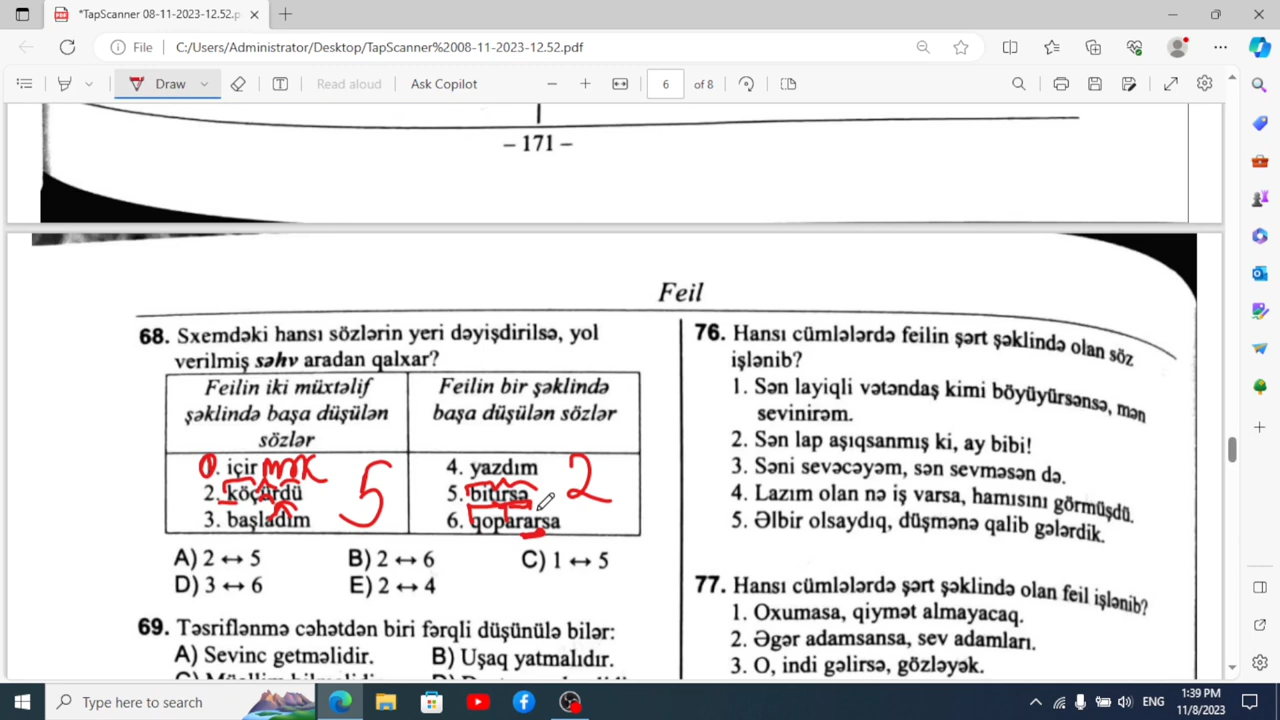 *TapScanner 08-11-2023-12.52.p
File
C:/Users/Administrator/Desktop/TapScanner%2008-11-2023-12.52.pdf
Draw
Read aloud
Ask Copilot
6
of 8
– 171 –
Feil
68. Sxemdəki hansı sözlərin yeri dəyişdirilsə, yol
verilmiş səhv aradan qalxar?
Feilin iki müxtəlif
şəklində başa düşülən
sözlər
Feilin bir şəklində
başa düşülən sözlər
1. içir
2. köçürdü
3. başladım
5
4. yazdım
5. bitirsə
6. qopararsa
2
A) 2 ↔ 5
B) 2 ↔ 6
C) 1 ↔ 5
D) 3 ↔ 6
E) 2 ↔ 4
69. Təsriflənmə cəhətdən biri fərqli düşünülə bilər:
A) Sevinc getməlidir.
B) Uşaq yatmalıdır.
76. Hansı cümlələrdə feilin şərt şəklində olan söz
işlənib?
1. Sən layiqli vətəndaş kimi böyüyürsənsə, mən
sevinirəm.
2. Sən lap aşıqsanmış ki, ay bibi!
3. Səni sevəcəyəm, sən sevməsən də.
4. Lazım olan nə iş varsa, hamısını görmüşdü.
5. Əlbir olsaydıq, düşmənə qalib gələrdik.
77. Hansı cümlələrdə şərt şəklində olan feil işlənib?
1. Oxumasa, qiymət almayacaq.
2. Əgər adamsansa, sev adamları.
3. O, indi gəlirsə, gözləyək.
Type here to search
ENG
1:39 PM
11/8/2023